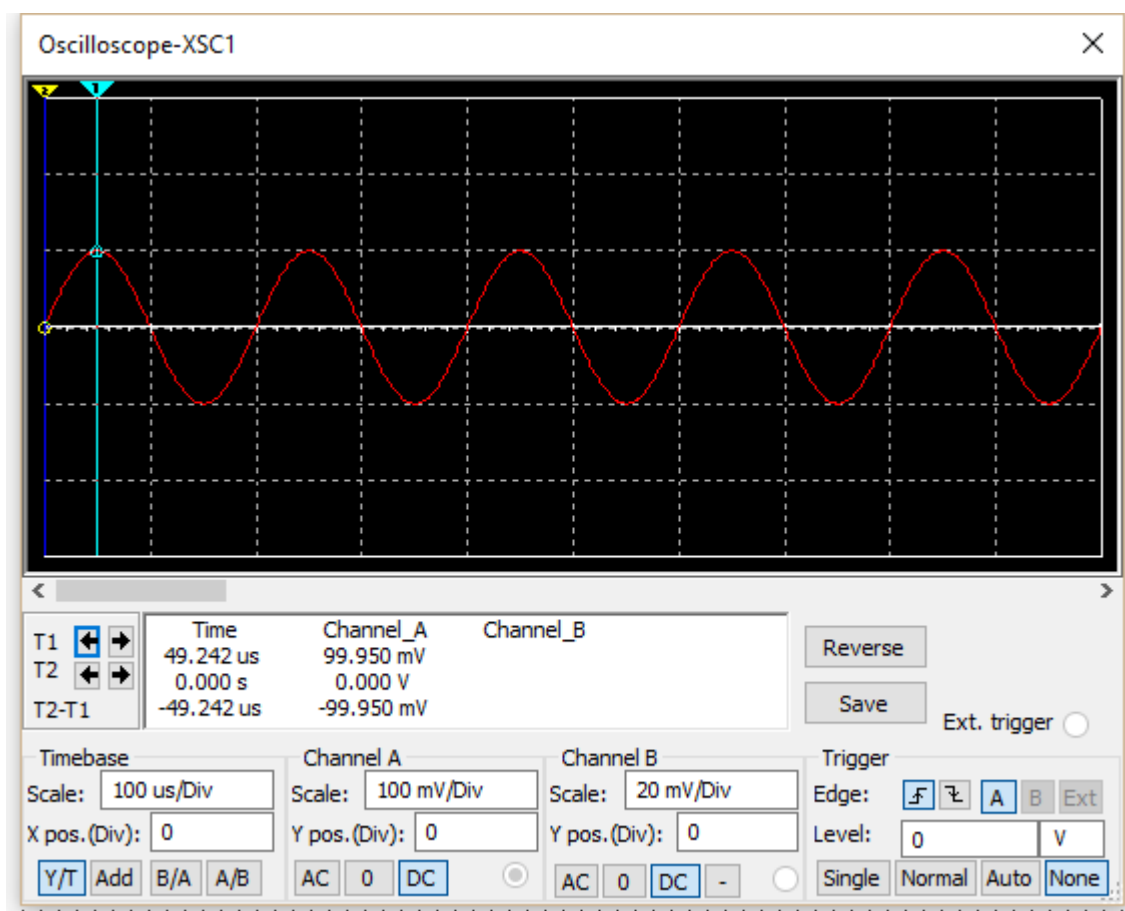 Oscilloscope-XSC1
2 1
Time Channel_A Channel_B
T1 49.242 us 99.950 mV
T2 0.000 s 0.000 V
T2-T1 -49.242 us -99.950 mV
Reverse
Save
Ext. trigger
Timebase
Scale: 100 us/Div
X pos.(Div): 0
Y/T Add B/A A/B
Channel A
Scale: 100 mV/Div
Y pos.(Div): 0
AC 0 DC
Channel B
Scale: 20 mV/Div
Y pos.(Div): 0
AC 0 DC -
Trigger
Edge: A B Ext
Level: 0 V
Single Normal Auto None